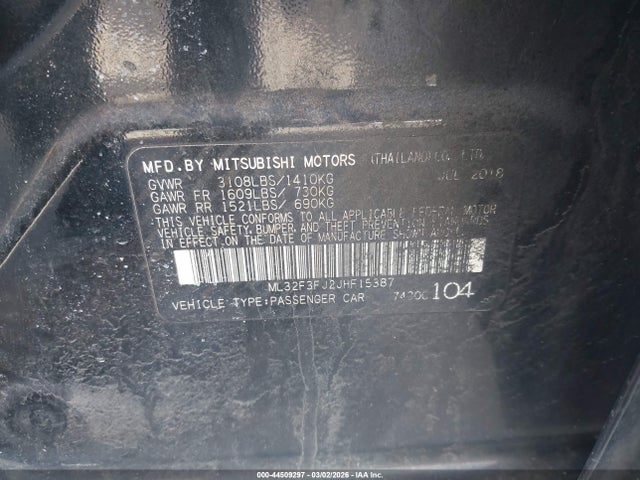 MFD.BY MITSUBISHI MOTORS (THAILAND)CO., LTD.
GVWR 3108LBS/1410KG JUL 2018
GAWR FR 1609LBS/ 730KG
GAWR RR 1521LBS/ 690KG
THIS VEHICLE CONFORMS TO ALL APPLICABLE FEDERAL MOTOR
VEHICLE SAFETY, BUMPER, AND THEFT PREVENTION STANDARDS
IN EFFECT ON THE DATE OF MANUFACTURE SHOWN ABOVE.
ML32F3FJ2JHF15387
VEHICLE TYPE:PASSENGER CAR 104
000-44509297 - 03/02/2026 - IAA Inc.